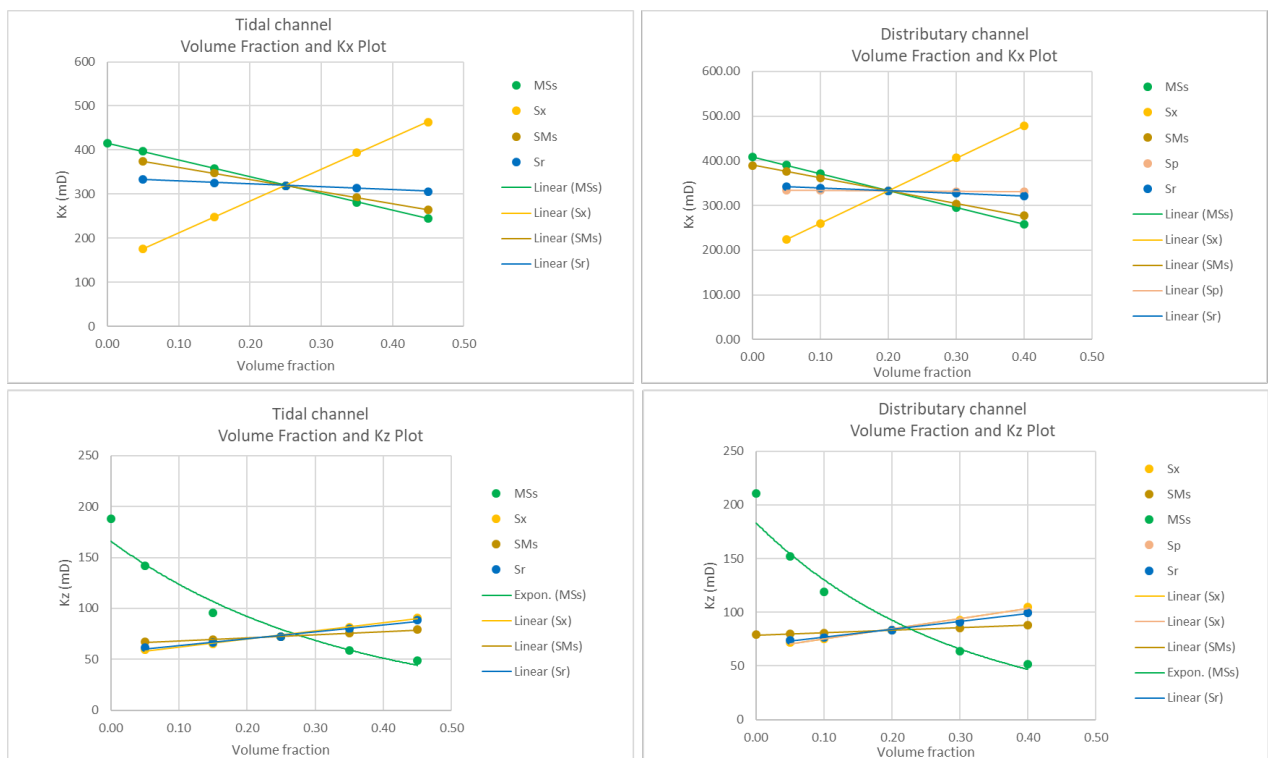 Tidal channel
Volume Fraction and Kx Plot
600
500
400
300
200
100
0
Kx (mD)
0.00 0.10 0.20 0.30 0.40 0.50
Volume fraction
MSs
Sx
SMs
Sr
Linear (MSs)
Linear (Sx)
Linear (SMs)
Linear (Sr)
Distributary channel
Volume Fraction and Kx Plot
600.00
500.00
400.00
300.00
200.00
100.00
0.00
Kx (mD)
0.00 0.10 0.20 0.30 0.40 0.50
Volume fraction
MSs
Sx
SMs
Sp
Sr
Linear (MSs)
Linear (Sx)
Linear (SMs)
Linear (Sp)
Linear (Sr)
Tidal channel
Volume Fraction and Kz Plot
250
200
150
100
50
0
Kz (mD)
0.00 0.10 0.20 0.30 0.40 0.50
Volume fraction
MSs
Sx
SMs
Sr
Expon. (MSs)
Linear (Sx)
Linear (SMs)
Linear (Sr)
Distributary channel
Volume Fraction and Kz Plot
250
200
150
100
50
0
Kz (mD)
0.00 0.10 0.20 0.30 0.40 0.50
Volume fraction
Sx
SMs
MSs
Sp
Sr
Linear (Sx)
Linear (Sx)
Linear (SMs)
Expon. (MSs)
Linear (Sr)